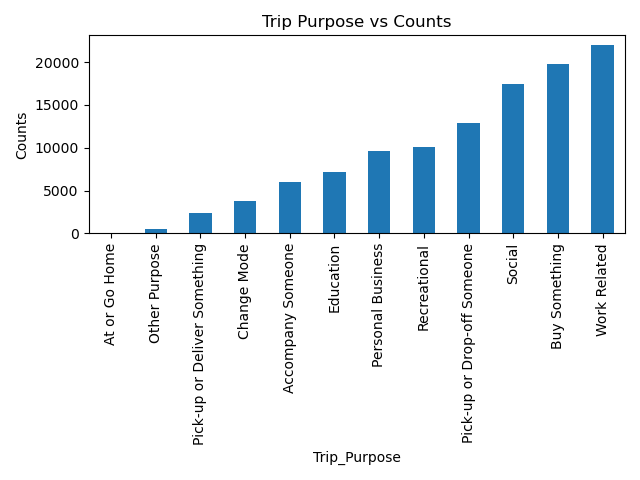 Trip Purpose vs Counts
Counts
20000
15000
10000
5000
0
At or Go Home
Other Purpose
Pick-up or Deliver Something
Change Mode
Accompany Someone
Education
Personal Business
Recreational
Pick-up or Drop-off Someone
Social
Buy Something
Work Related
Trip_Purpose